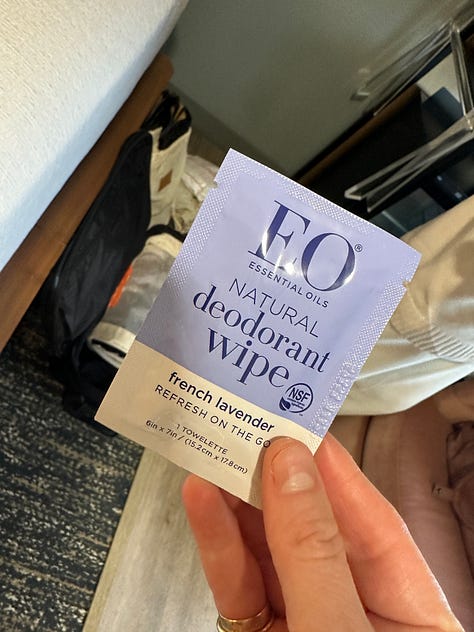 EO®
ESSENTIAL OILS
NATURAL
deodorant
wipe
NSF
french lavender
REFRESH ON THE GO
1 TOWELETTE
6in x 7in / (15.2cm x 17.8cm)